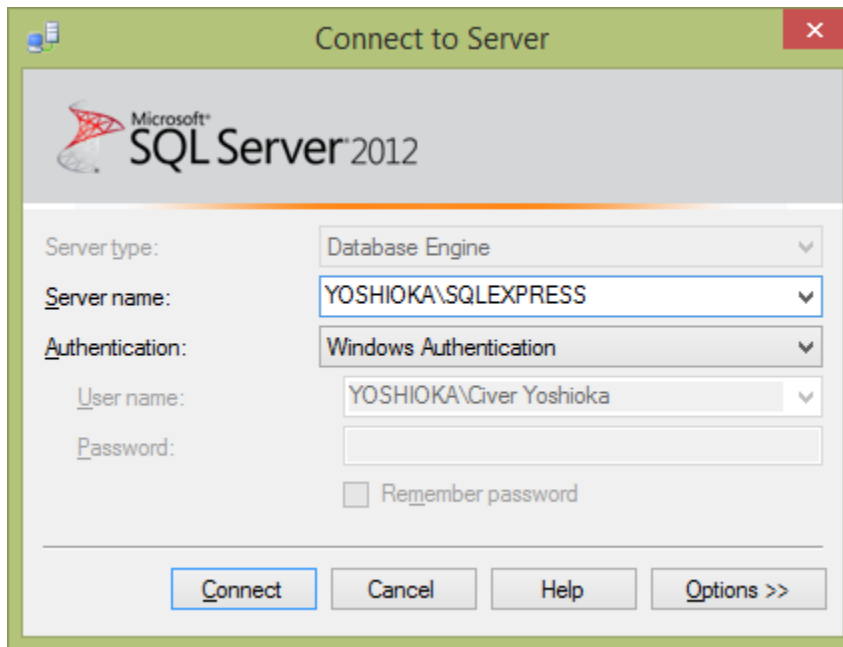 Connect to Server
Microsoft®
SQL Server® 2012
Server type: Database Engine
Server name: YOSHIOKA\SQLEXPRESS
Authentication: Windows Authentication
User name: YOSHIOKA\Civer Yoshioka
Password:
Remember password
Connect Cancel Help Options >>